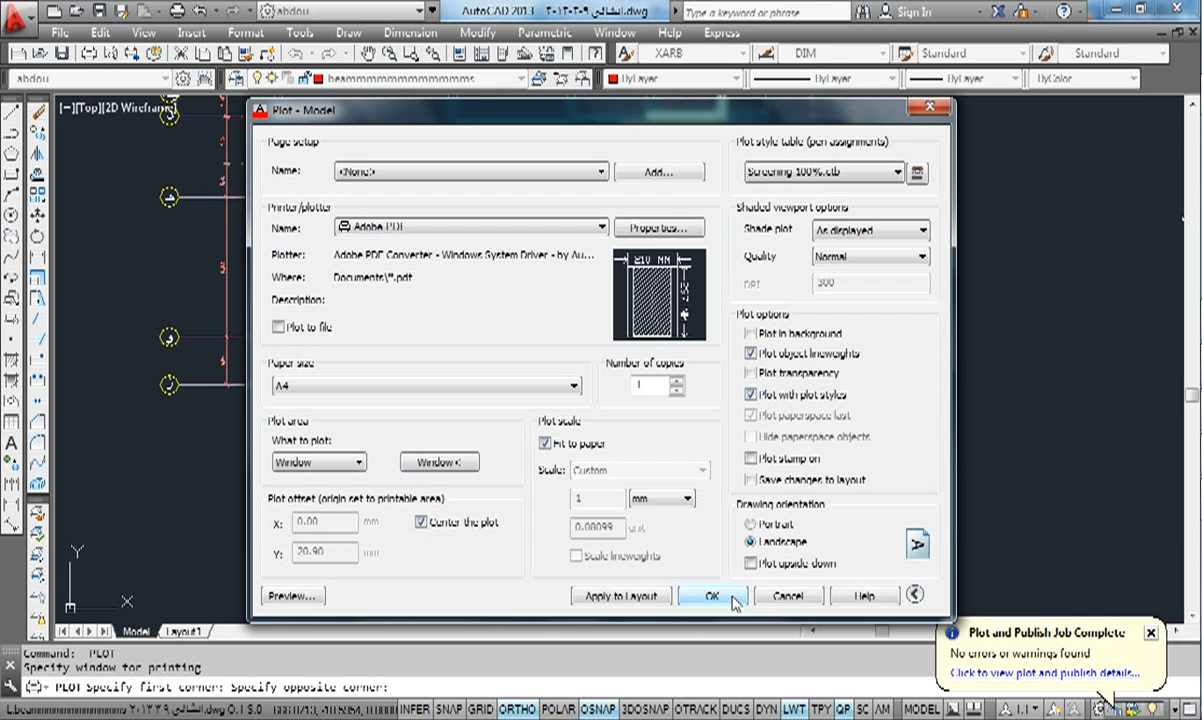 abdou
AutoCAD 2013
انشائي ٩-٣-٢٠١٣.dwg
Type a keyword or phrase
Sign In
File Edit View Insert Format Tools Draw Dimension Modify Parametric Window Help Express
XARB DIM Standard Standard
abdou
beammmmmmmmmmmmms
ByLayer ByLayer ByLayer ByColor
[−][Top][2D Wireframe]
Plot - Model
Page setup
Name: <None> Add...
Plot style table (pen assignments)
Screening 100%.ctb
Printer/plotter
Name: Adobe PDF Properties...
Plotter: Adobe PDF Converter - Windows System Driver - by Au...
Where: Documents\*.pdf
Description:
Plot to file
210 MM
Shaded viewport options
Shade plot As displayed
Quality Normal
DPI 300
Paper size
A4
Number of copies
1
Plot options
Plot in background
Plot object lineweights
Plot transparency
Plot with plot styles
Plot paperspace last
Hide paperspace objects
Plot stamp on
Save changes to layout
Plot area
What to plot:
Window Window<
Plot scale
Fit to paper
Scale: Custom
1 mm
0.08099 unit
Scale lineweights
Plot offset (origin set to printable area)
X: 0.00 mm
Y: 20.90 mm
Center the plot
Drawing orientation
Portrait
Landscape
Plot upside-down
A
Preview... Apply to Layout OK Cancel Help
Y
X
Model Layout1
Command: PLOT
Specify window for printing
PLOT Specify first corner: Specify opposite corner:
Plot and Publish Job Complete
No errors or warnings found
Click to view plot and publish details...
INFER SNAP GRID ORTHO POLAR OSNAP 3DOSNAP OTRACK DUCS DYN LWT TPY QP SC AM MODEL